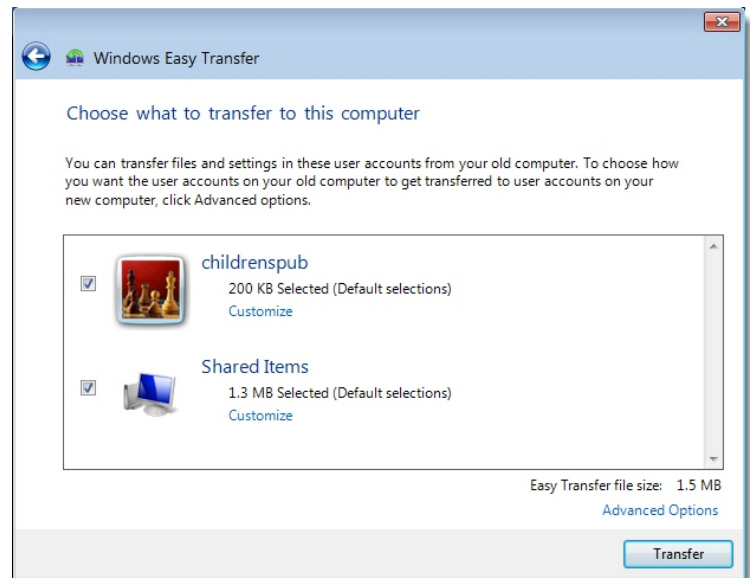 Windows Easy Transfer
Choose what to transfer to this computer
You can transfer files and settings in these user accounts from your old computer. To choose how
you want the user accounts on your old computer to get transferred to user accounts on your
new computer, click Advanced options.
childrenspub
200 KB Selected (Default selections)
Customize
Shared Items
1.3 MB Selected (Default selections)
Customize
Easy Transfer file size: 1.5 MB
Advanced Options
Transfer